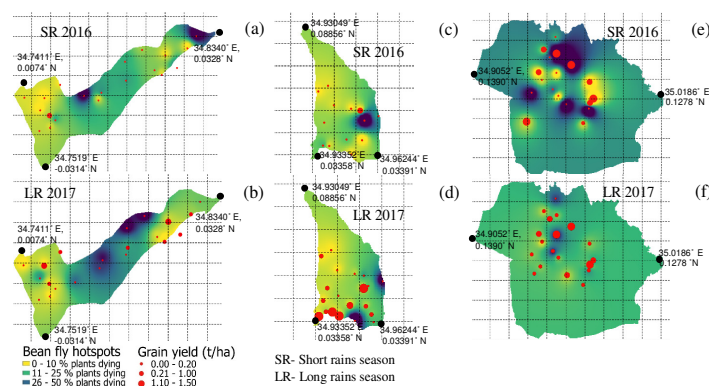 SR 2016
(a)
34.7411° E,
0.0074° N
34.8340° E,
0.0328° N
34.7519° E
-0.0314° N
34.93049° E
0.08856° N
SR 2016
(c)
34.93352° E
0.03358° N
34.96244° E
0.03391° N
SR 2016
(e)
34.9052° E,
0.1390° N
35.0186° E
0.1278° N
LR 2017
(b)
34.7411° E
0.0074° N
34.8340° E
0.0328° N
34.7519° E
-0.0314° N
34.93049° E
0.08856° N
LR 2017
(d)
34.93352° E
0.03358° N
34.96244° E
0.03391° N
LR 2017
(f)
34.9052° E
0.1390° N
35.0186° E
0.1278° N
Bean fly hotspots
0 - 10 % plants dying
11 - 25 % plants dying
26 - 50 % plants dying
Grain yield (t/ha)
0.00 - 0.20
0.21 - 1.00
1.10 - 1.50
SR- Short rains season
LR- Long rains season